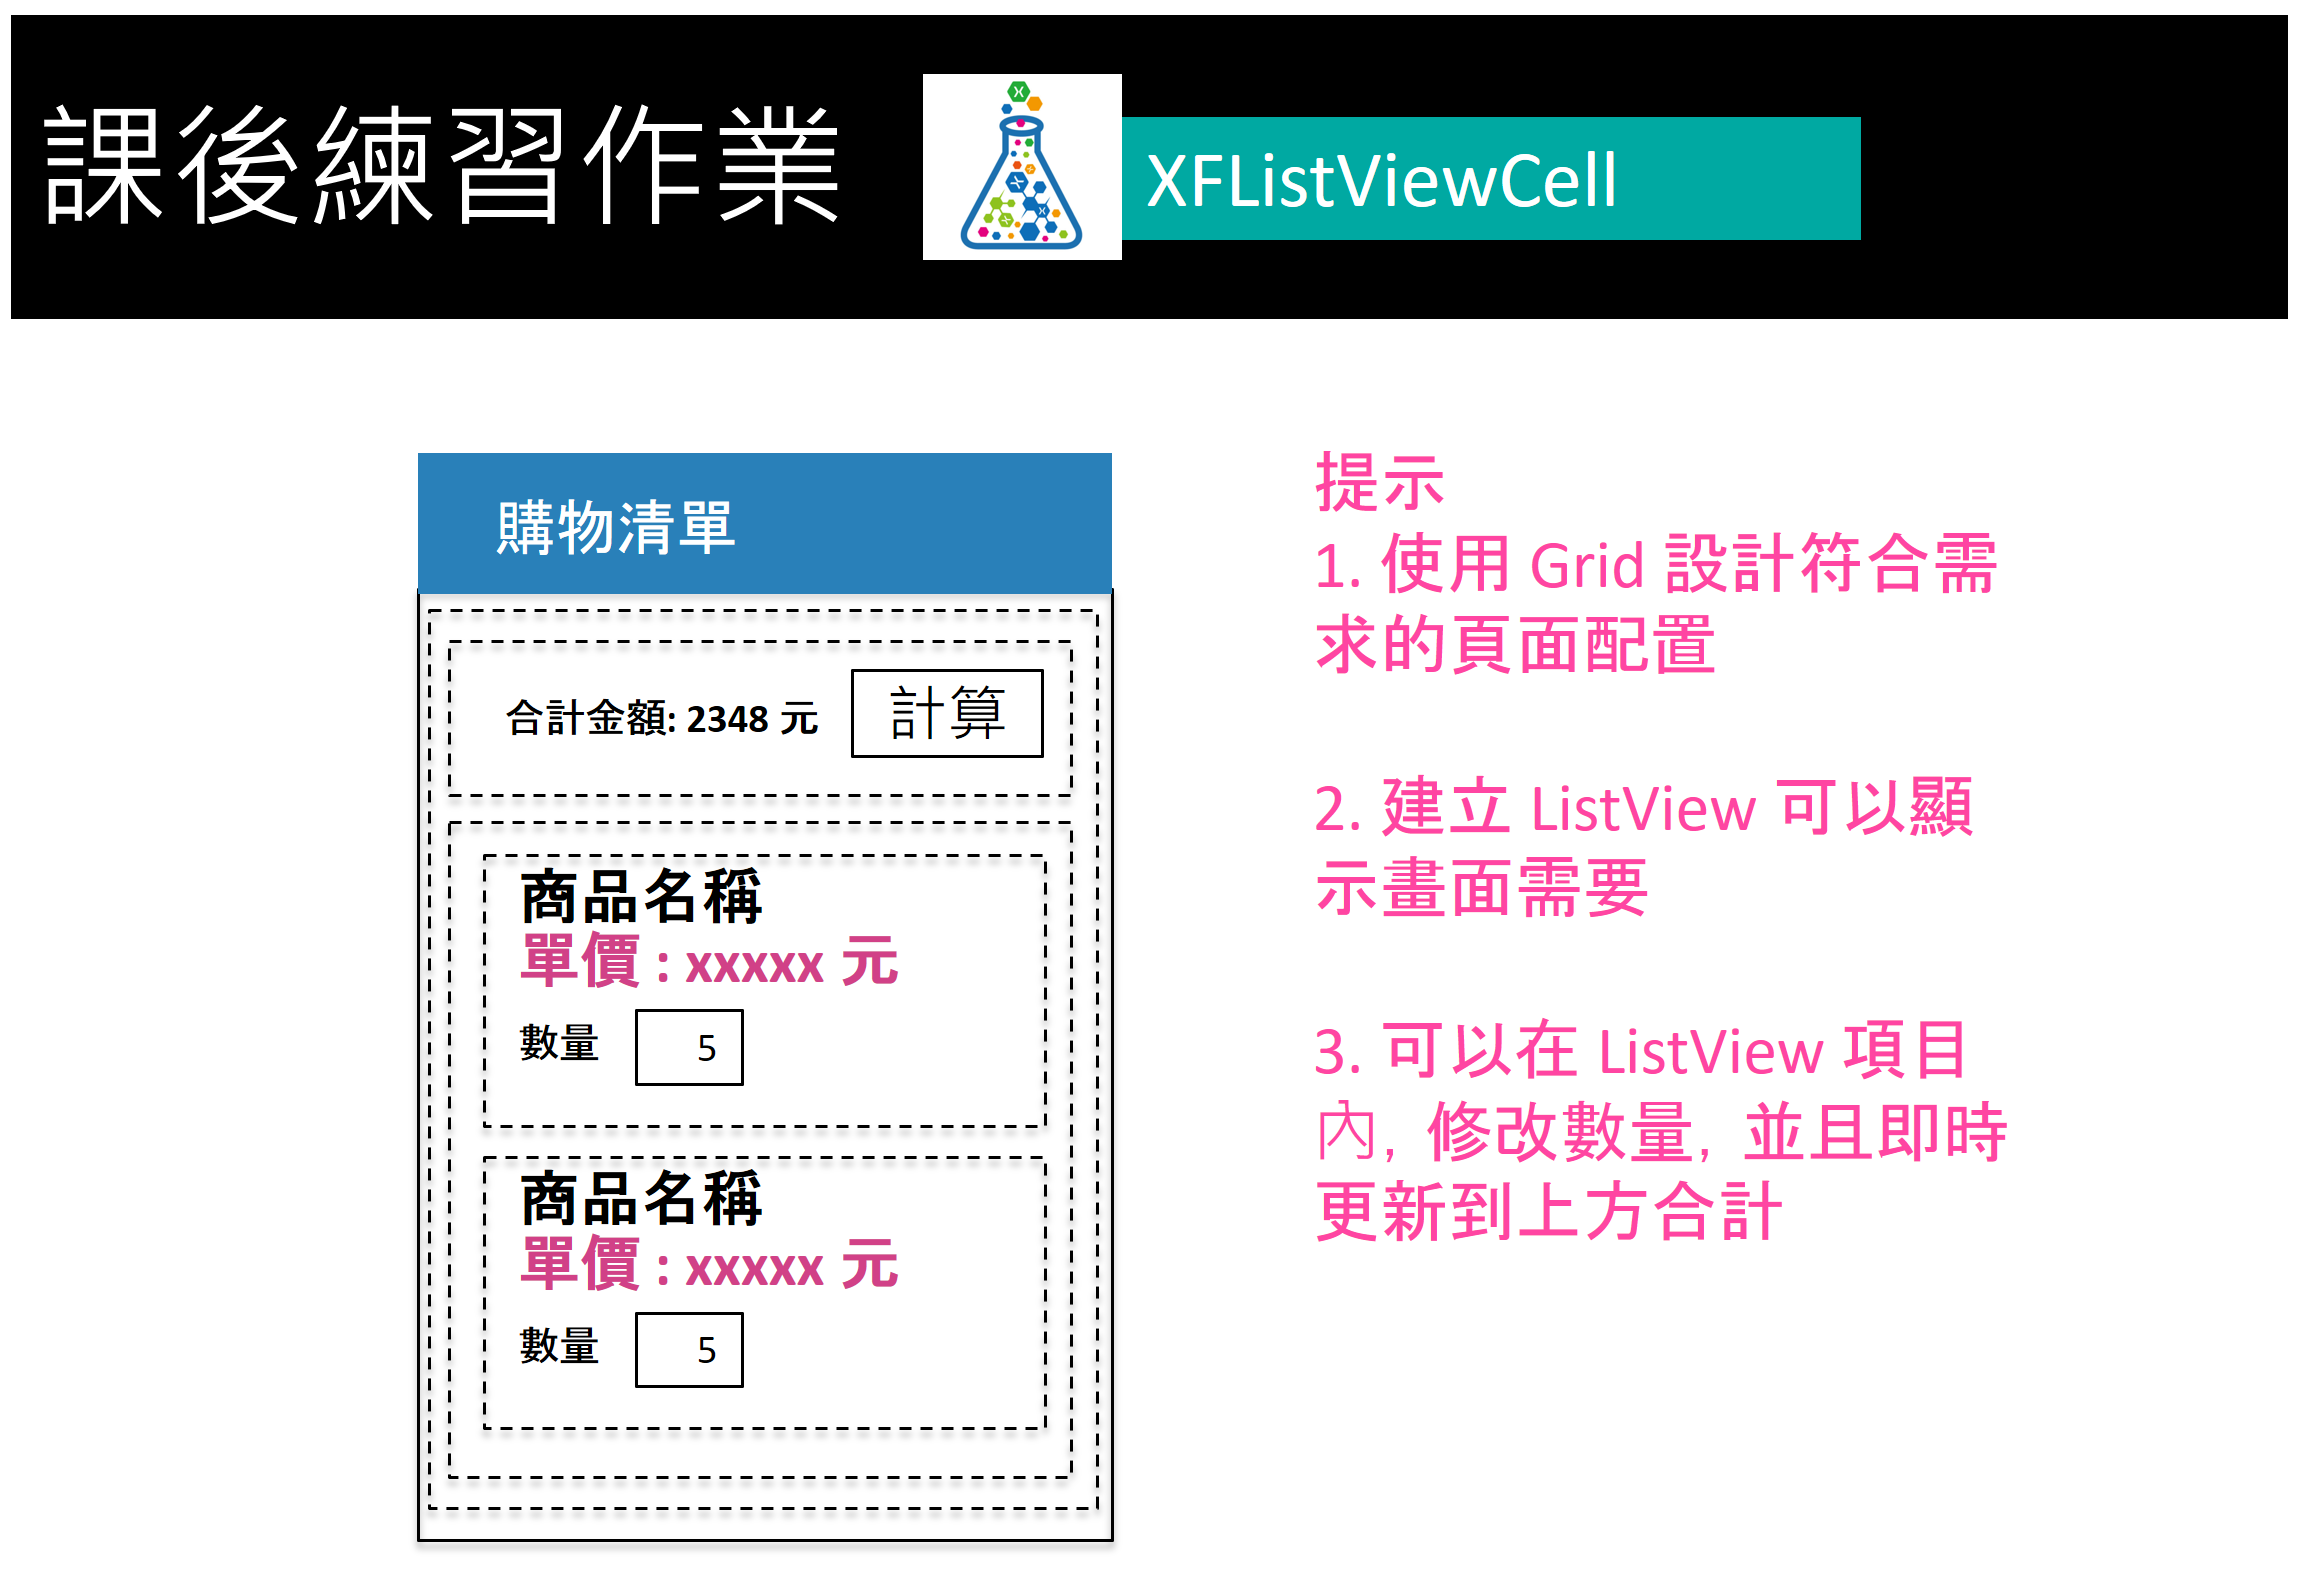 課後練習作業
XFListViewCell
購物清單
合計金額: 2348 元
計算
商品名稱
單價 : xxxxx 元
數量
5
商品名稱
單價 : xxxxx 元
數量
5
提示
1. 使用 Grid 設計符合需
求的頁面配置
2. 建立 ListView 可以顯
示畫面需要
3. 可以在 ListView 項目
內，修改數量，並且即時
更新到上方合計